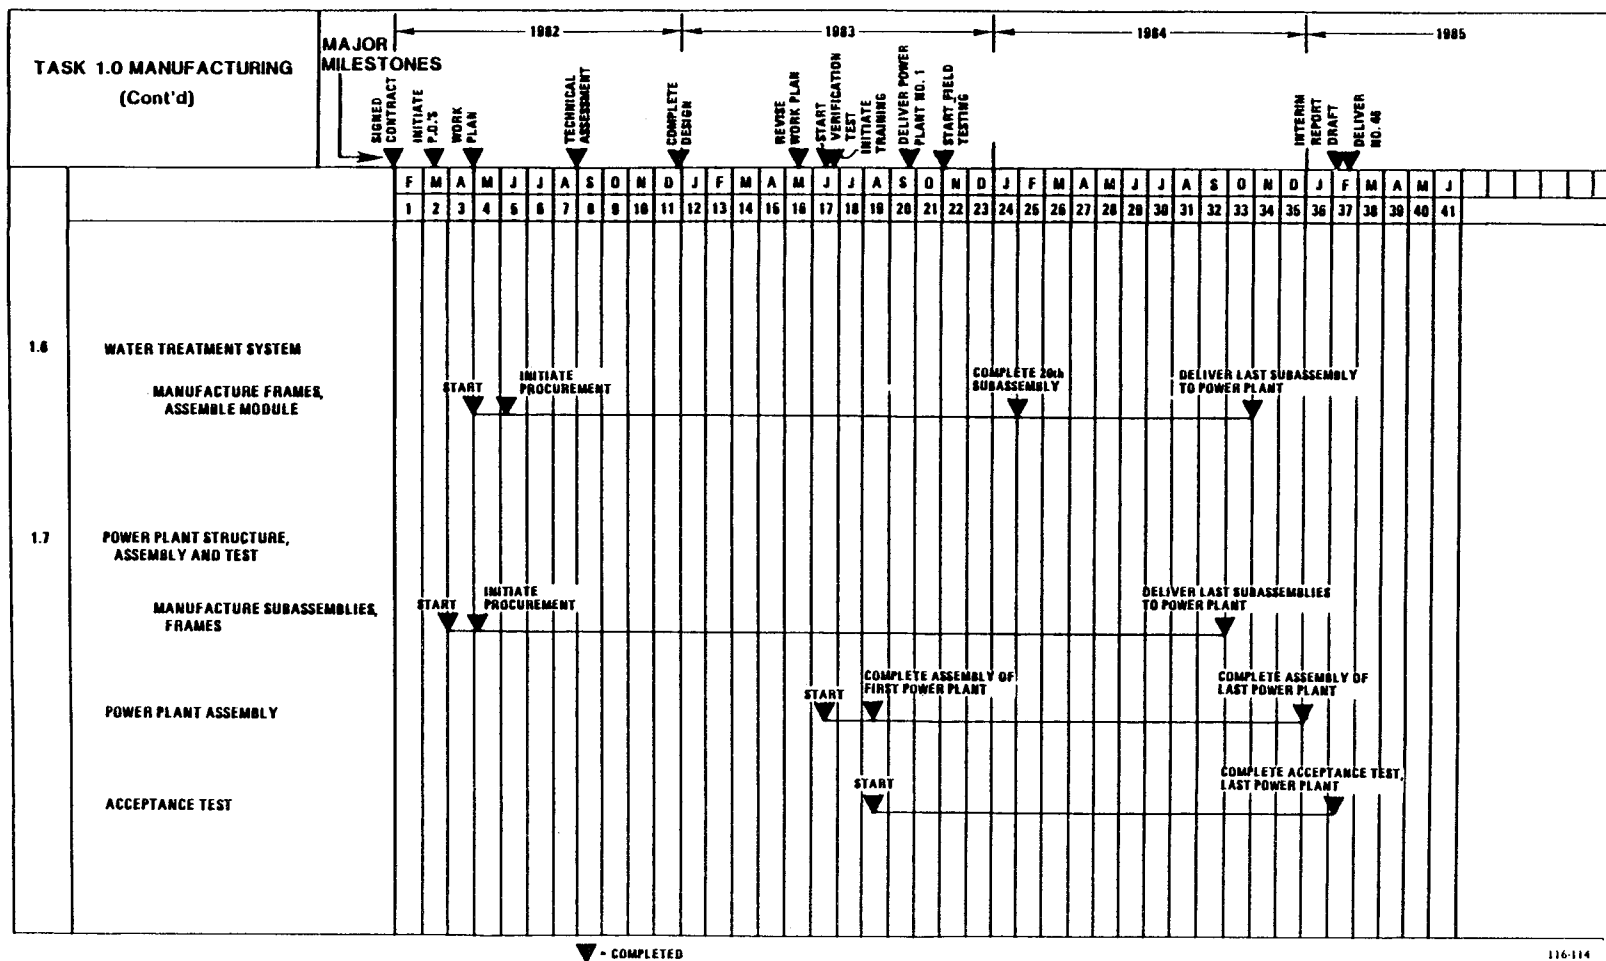 1982 1983 1984 1985
TASK 1.0 MANUFACTURING
(Cont'd)
MAJOR
MILESTONES
SIGNED
CONTRACT
INITIATE
P.O.'S
WORK
PLAN
TECHNICAL
ASSESSMENT
COMPLETE
DESIGN
REVISE
WORK PLAN
START
VERIFICATION
TEST
INITIATE
TRAINING
DELIVER POWER
PLANT NO. 1
START FIELD
TESTING
INTERIM
REPORT
DRAFT
DELIVER
NO. 46
F M A M J J A S O N D J F M A M J J A S O N D J F M A M J J A S O N D J F M A M J
1 2 3 4 5 6 7 8 9 10 11 12 13 14 15 16 17 18 19 20 21 22 23 24 25 26 27 28 29 30 31 32 33 34 35 36 37 38 39 40 41
1.6 WATER TREATMENT SYSTEM
MANUFACTURE FRAMES,
ASSEMBLE MODULE
START
INITIATE
PROCUREMENT
COMPLETE 20th
SUBASSEMBLY
DELIVER LAST SUBASSEMBLY
TO POWER PLANT
1.7 POWER PLANT STRUCTURE,
ASSEMBLY AND TEST
MANUFACTURE SUBASSEMBLIES,
FRAMES
START
INITIATE
PROCUREMENT
DELIVER LAST SUBASSEMBLIES
TO POWER PLANT
POWER PLANT ASSEMBLY
START
COMPLETE ASSEMBLY OF
FIRST POWER PLANT
COMPLETE ASSEMBLY OF
LAST POWER PLANT
ACCEPTANCE TEST
START
COMPLETE ACCEPTANCE TEST,
LAST POWER PLANT
▼ - COMPLETED
116-114